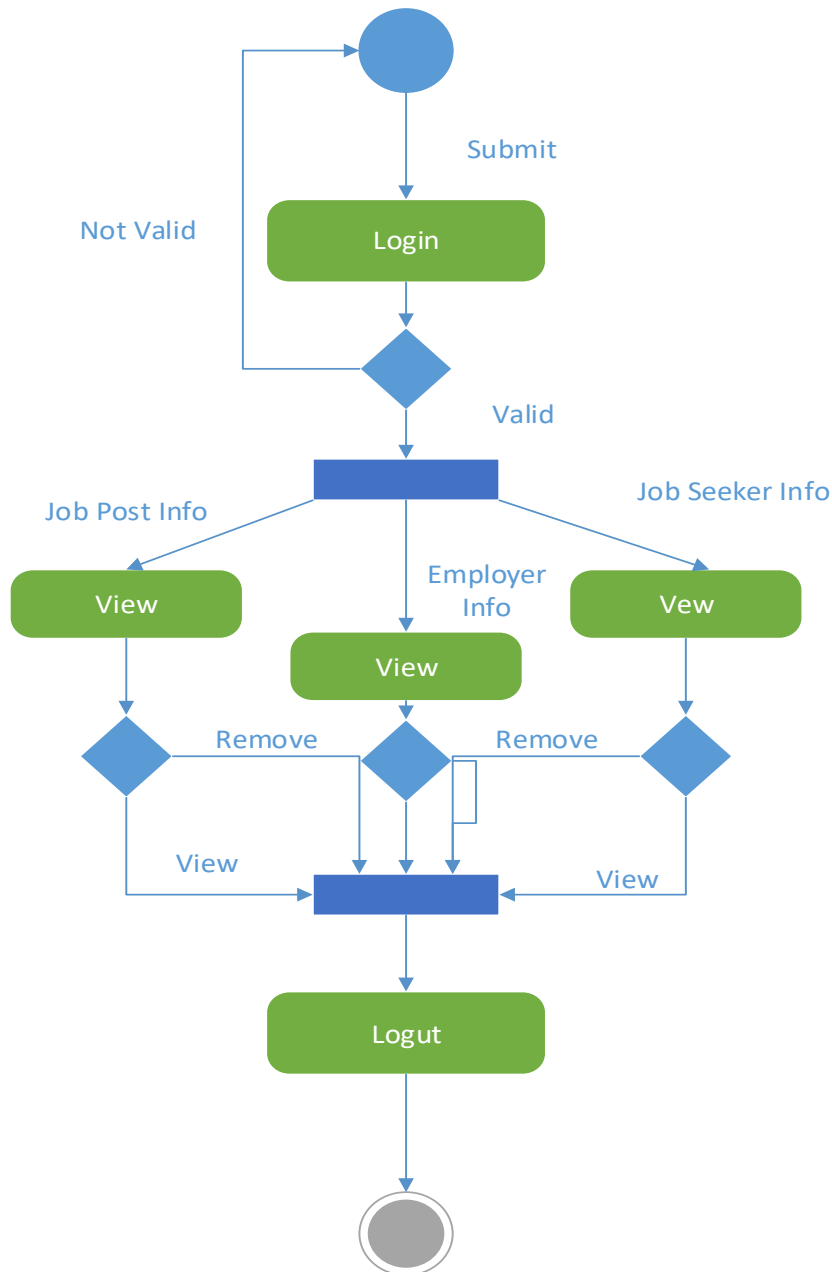 Submit
Not Valid
Login
Valid
Job Post Info
Job Seeker Info
Employer
Info
View
Vew
View
Remove
Remove
View
View
Logut